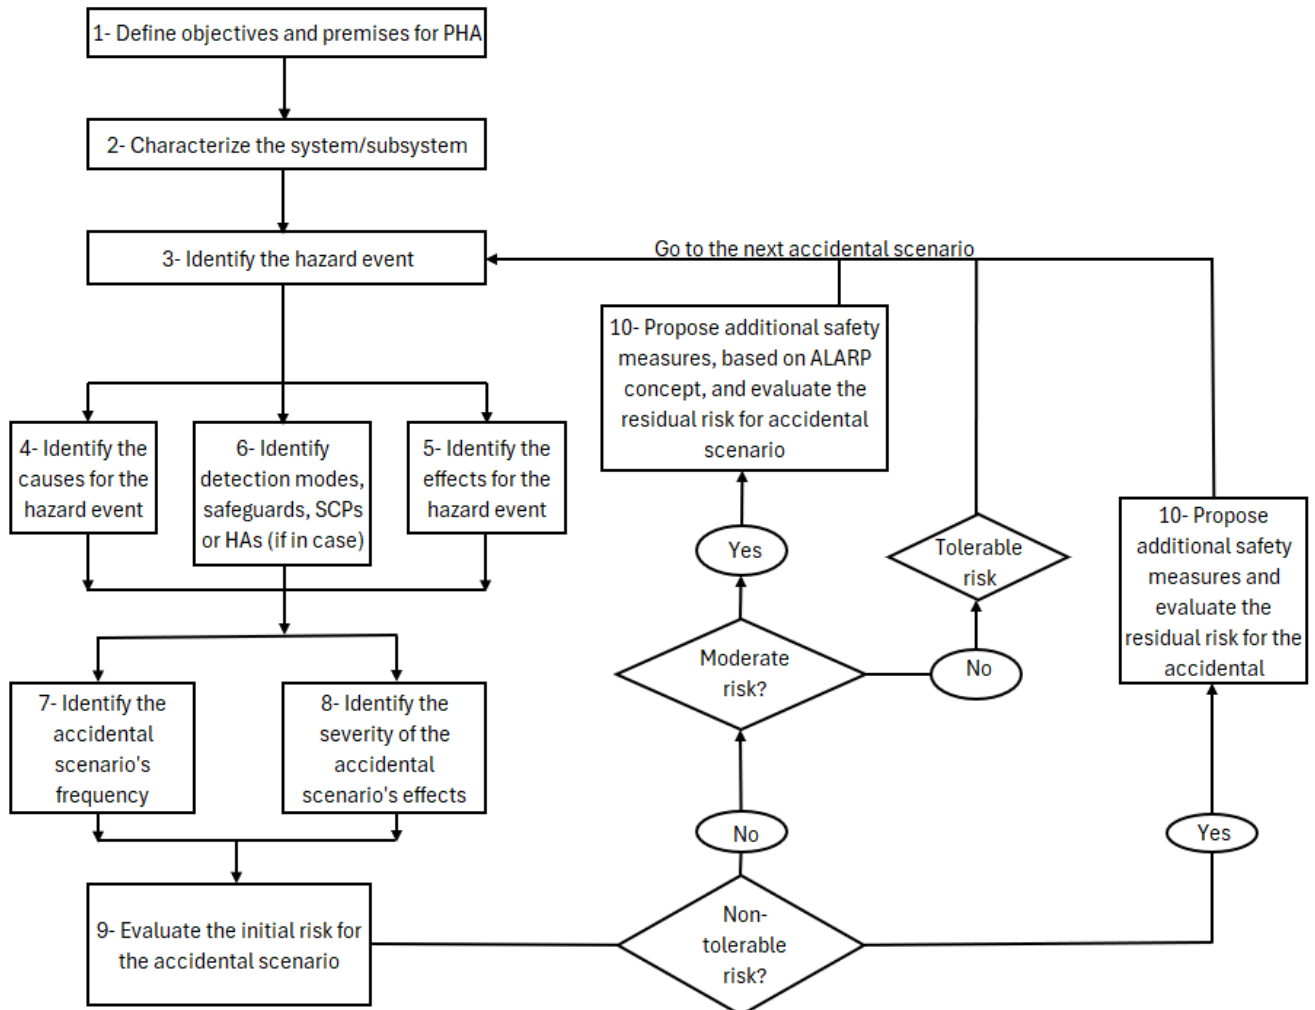 1- Define objectives and premises for PHA
2- Characterize the system/subsystem
3- Identify the hazard event
Go to the next accidental scenario
4- Identify the
causes for the
hazard event
6- Identify
detection modes,
safeguards, SCPs
or HAs (if in case)
5- Identify the
effects for the
hazard event
7- Identify the
accidental
scenario's
frequency
8- Identify the
severity of the
accidental
scenario's effects
9- Evaluate the initial risk for
the accidental scenario
Non-
tolerable
risk?
No
Moderate
risk?
Yes
10- Propose additional safety
measures, based on ALARP
concept, and evaluate the
residual risk for accidental
scenario
No
Tolerable
risk
Yes
10- Propose
additional safety
measures and
evaluate the
residual risk for the
accidental